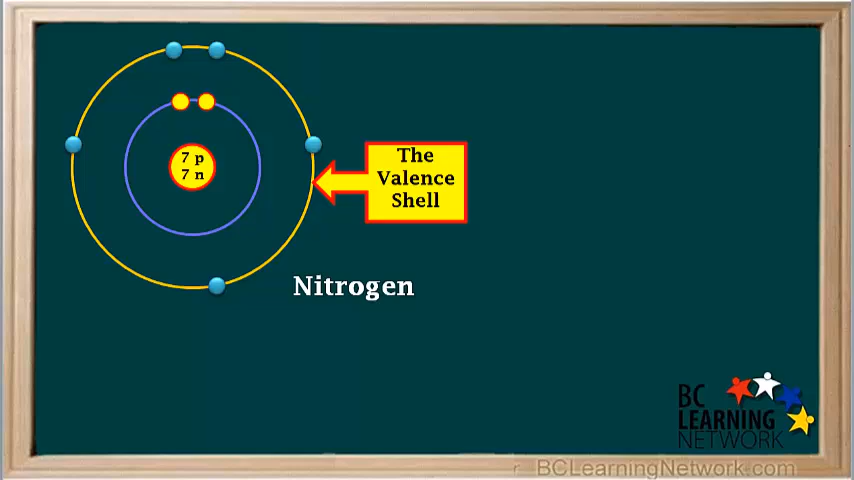 7 p
7 n
The
Valence
Shell
Nitrogen
BC
LEARNING
NETWORK
BCLearningNetwork.com